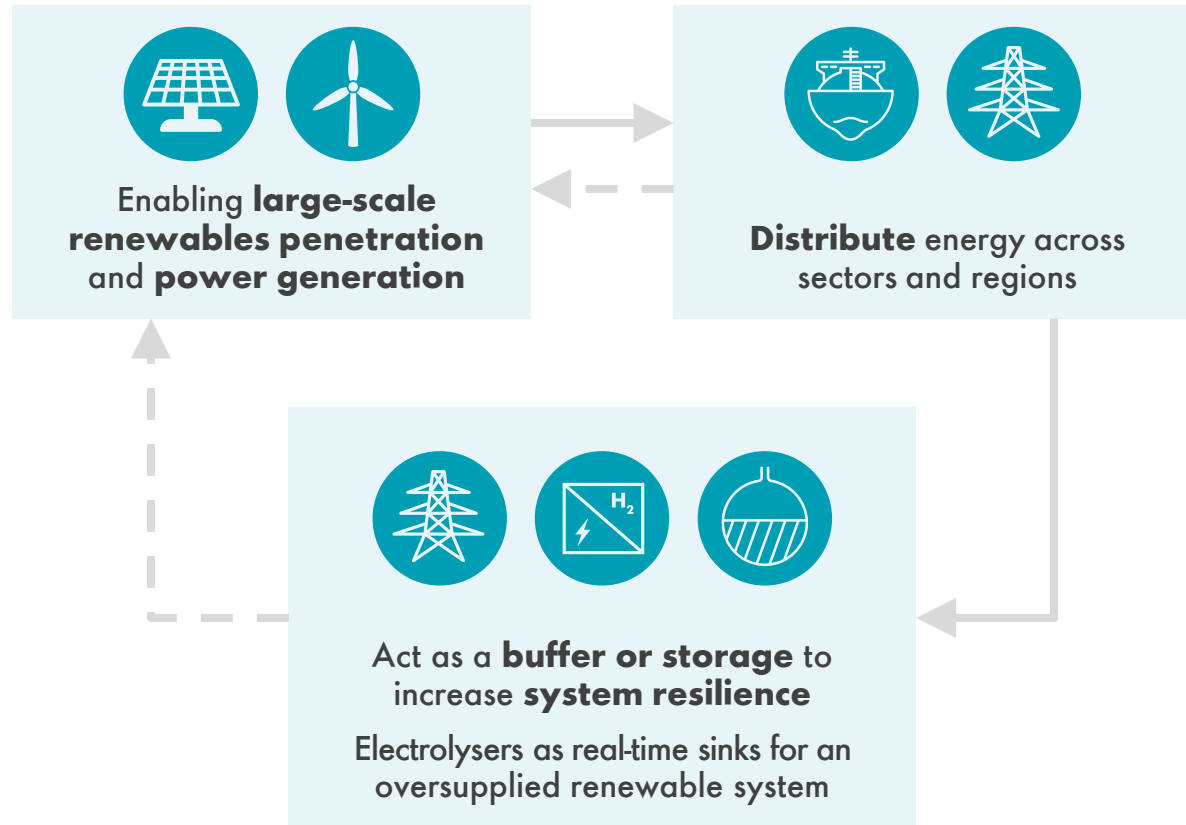 Enabling large-scale
renewables penetration
and power generation
Distribute energy across
sectors and regions
H₂
Act as a buffer or storage to
increase system resilience
Electrolysers as real-time sinks for an
oversupplied renewable system